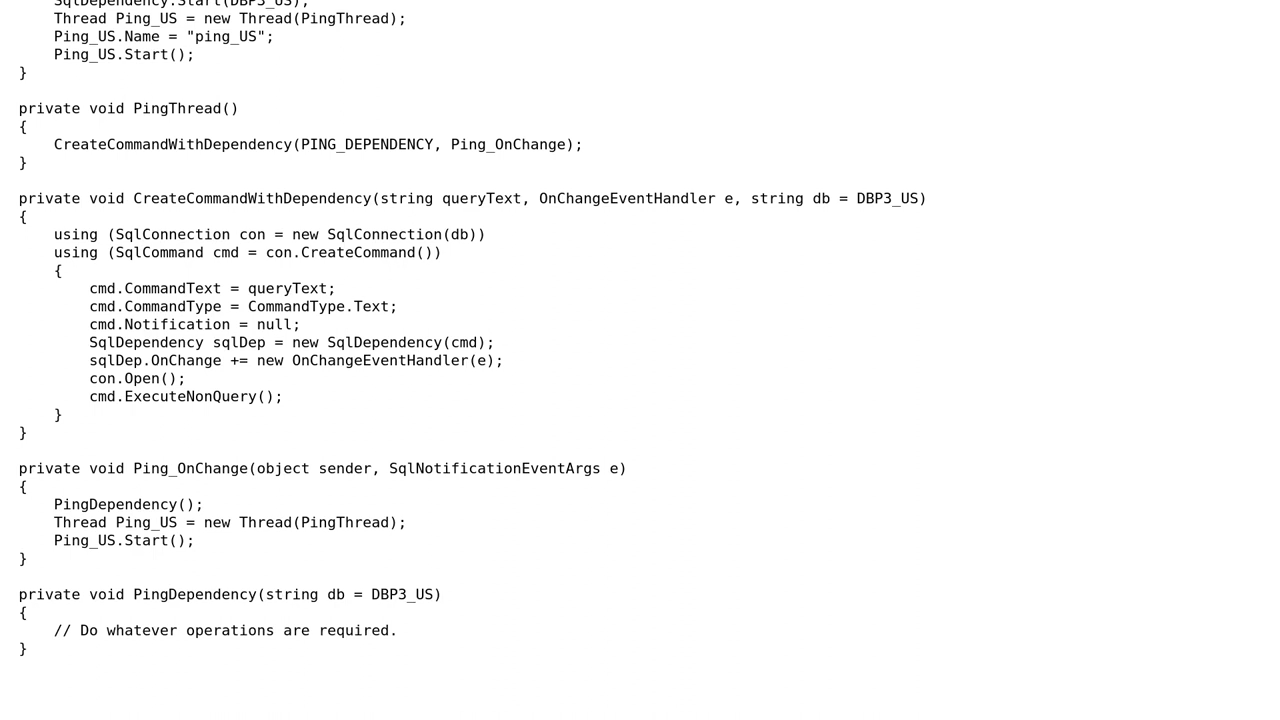 SqlDependency.Start(DBP3_US);
Thread Ping_US = new Thread(PingThread);
Ping_US.Name = "ping_US";
Ping_US.Start();
}
private void PingThread()
{
CreateCommandWithDependency(PING_DEPENDENCY, Ping_OnChange);
}
private void CreateCommandWithDependency(string queryText, OnChangeEventHandler e, string db = DBP3_US)
{
using (SqlConnection con = new SqlConnection(db))
using (SqlCommand cmd = con.CreateCommand())
{
cmd.CommandText = queryText;
cmd.CommandType = CommandType.Text;
cmd.Notification = null;
SqlDependency sqlDep = new SqlDependency(cmd);
sqlDep.OnChange += new OnChangeEventHandler(e);
con.Open();
cmd.ExecuteNonQuery();
}
}
private void Ping_OnChange(object sender, SqlNotificationEventArgs e)
{
PingDependency();
Thread Ping_US = new Thread(PingThread);
Ping_US.Start();
}
private void PingDependency(string db = DBP3_US)
{
// Do whatever operations are required.
}